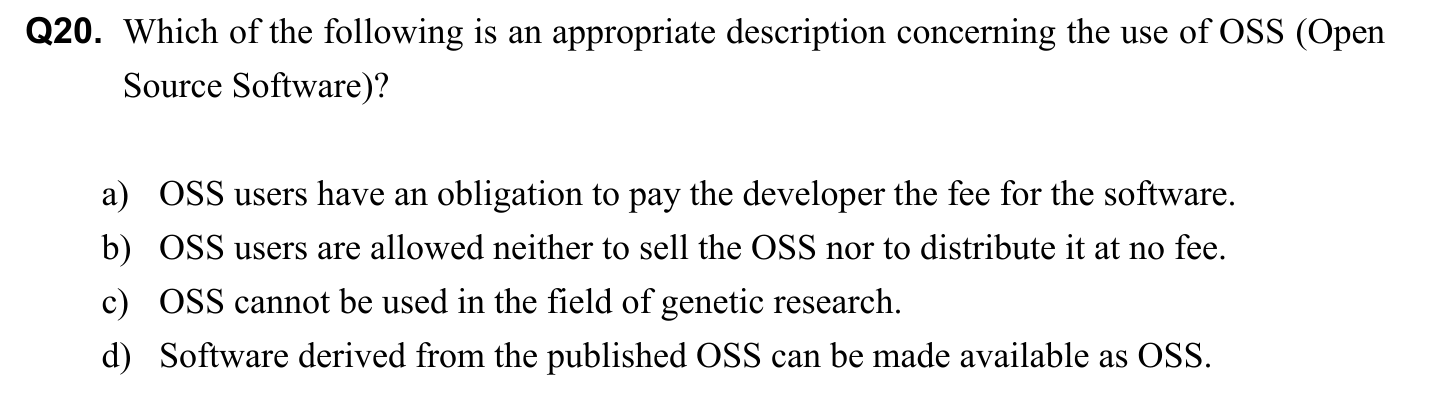 Q20. Which of the following is an appropriate description concerning the use of OSS (Open
Source Software)?
a) OSS users have an obligation to pay the developer the fee for the software.
b) OSS users are allowed neither to sell the OSS nor to distribute it at no fee.
c) OSS cannot be used in the field of genetic research.
d) Software derived from the published OSS can be made available as OSS.